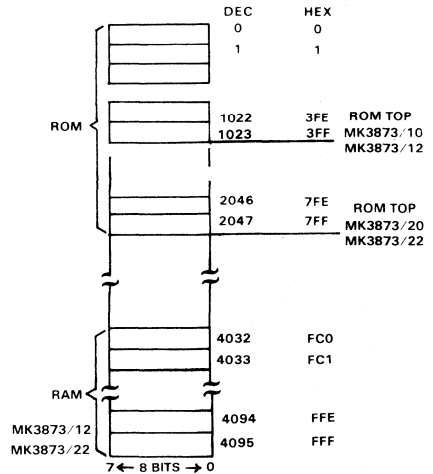 DEC HEX
0 0
1 1
1022 3FE ROM TOP
ROM 1023 3FF MK3873/10
MK3873/12
2046 7FE ROM TOP
2047 7FF MK3873/20
MK3873/22
4032 FC0
4033 FC1
RAM
4094 FFE
MK3873/12
4095 FFF
MK3873/22
7 ← 8 BITS → 0